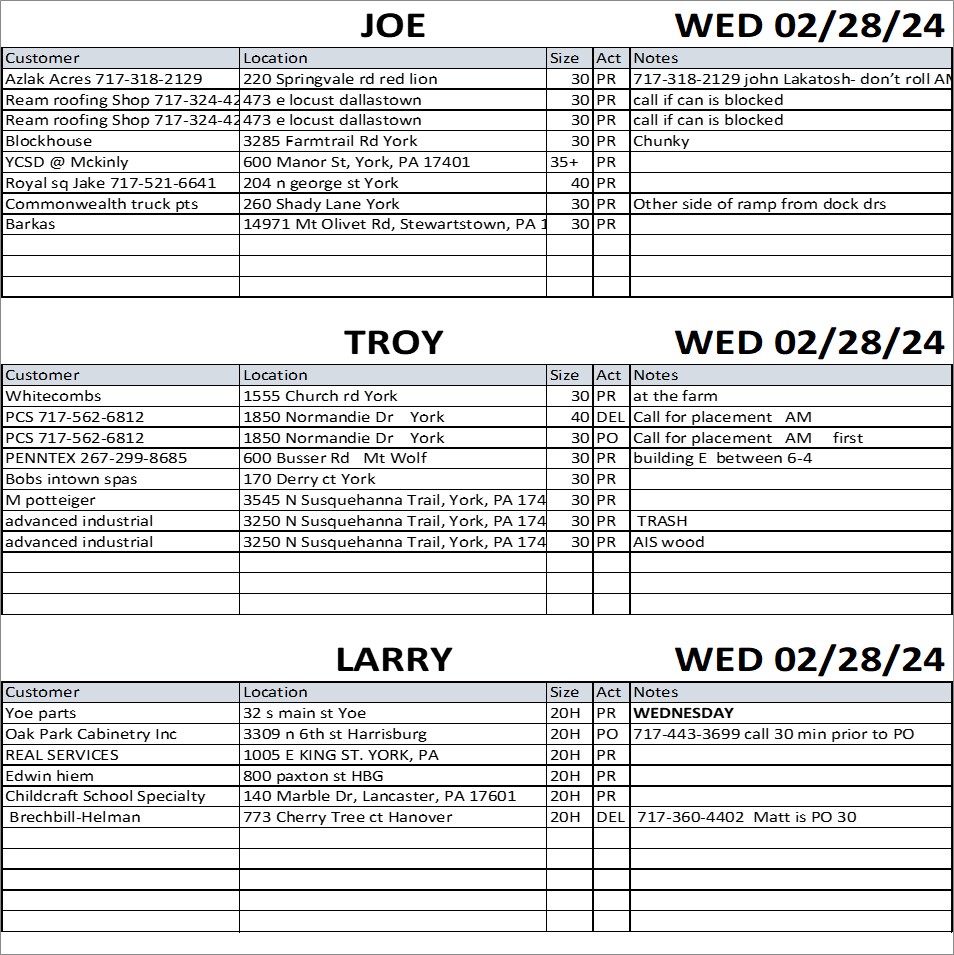 JOE WED 02/28/24
Customer Location Size Act Notes
Azlak Acres 717-318-2129 220 Springvale rd red lion 30 PR 717-318-2129 john Lakatosh- don’t roll AM
Ream roofing Shop 717-324-42 473 e locust dallastown 30 PR call if can is blocked
Ream roofing Shop 717-324-42 473 e locust dallastown 30 PR call if can is blocked
Blockhouse 3285 Farmtrail Rd York 30 PR Chunky
YCSD @ Mckinly 600 Manor St, York, PA 17401 35+ PR
Royal sq Jake 717-521-6641 204 n george st York 40 PR
Commonwealth truck pts 260 Shady Lane York 30 PR Other side of ramp from dock drs
Barkas 14971 Mt Olivet Rd, Stewartstown, PA 1 30 PR
TROY WED 02/28/24
Customer Location Size Act Notes
Whitecombs 1555 Church rd York 30 PR at the farm
PCS 717-562-6812 1850 Normandie Dr York 40 DEL Call for placement AM
PCS 717-562-6812 1850 Normandie Dr York 30 PO Call for placement AM first
PENNTEX 267-299-8685 600 Busser Rd Mt Wolf 30 PR building E between 6-4
Bobs intown spas 170 Derry ct York 30 PR
M potteiger 3545 N Susquehanna Trail, York, PA 174 30 PR
advanced industrial 3250 N Susquehanna Trail, York, PA 174 30 PR TRASH
advanced industrial 3250 N Susquehanna Trail, York, PA 174 30 PR AIS wood
LARRY WED 02/28/24
Customer Location Size Act Notes
Yoe parts 32 s main st Yoe 20H PR WEDNESDAY
Oak Park Cabinetry Inc 3309 n 6th st Harrisburg 20H PO 717-443-3699 call 30 min prior to PO
REAL SERVICES 1005 E KING ST. YORK, PA 20H PR
Edwin hiem 800 paxton st HBG 20H PR
Childcraft School Specialty 140 Marble Dr, Lancaster, PA 17601 20H PR
Brechbill-Helman 773 Cherry Tree ct Hanover 20H DEL 717-360-4402 Matt is PO 30